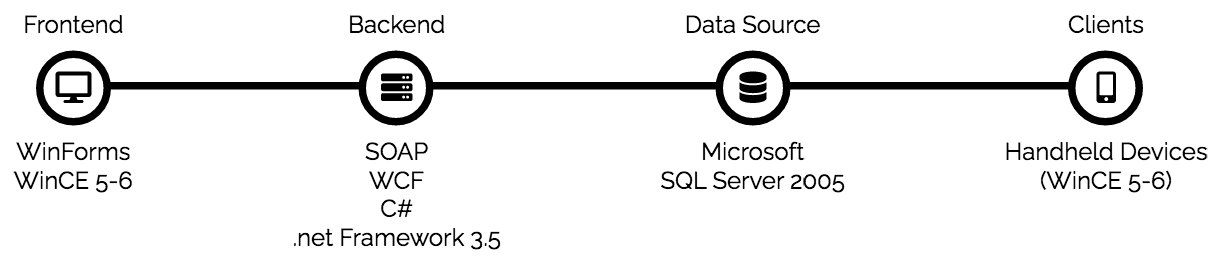 Frontend
Backend
Data Source
Clients
WinForms
WinCE 5-6
SOAP
WCF
C#
.net Framework 3.5
Microsoft
SQL Server 2005
Handheld Devices
(WinCE 5-6)